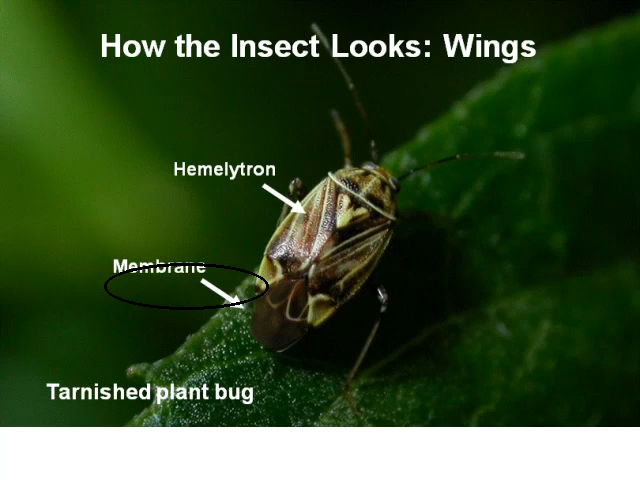 How the Insect Looks: Wings
Hemelytron
Membrane
Tarnished plant bug